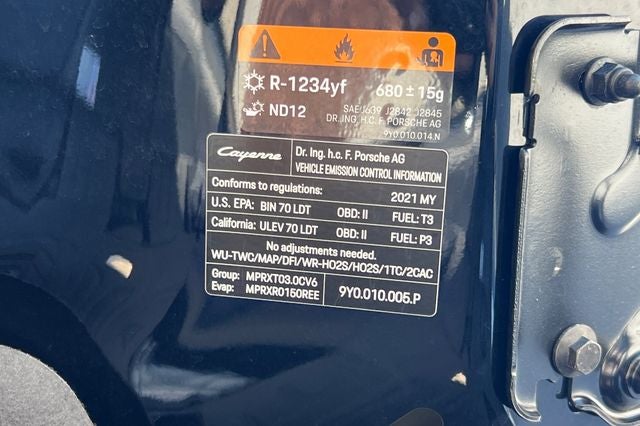 R-1234yf 680 ± 15g
ND12 SAE J639 J2842 J2845
DR. ING. H.C. F. PORSCHE AG
9Y0.010.014.N
Cayenne Dr. Ing. h.c. F. Porsche AG
VEHICLE EMISSION CONTROL INFORMATION
Conforms to regulations: 2021 MY
U.S. EPA: BIN 70 LDT OBD: II FUEL: T3
California: ULEV 70 LDT OBD: II FUEL: P3
No adjustments needed.
WU-TWC/MAP/DFI/WR-HO2S/HO2S/1TC/2CAC
Group: MPRXT03.0CV6
Evap: MPRXR0150REE 9Y0.010.005.P